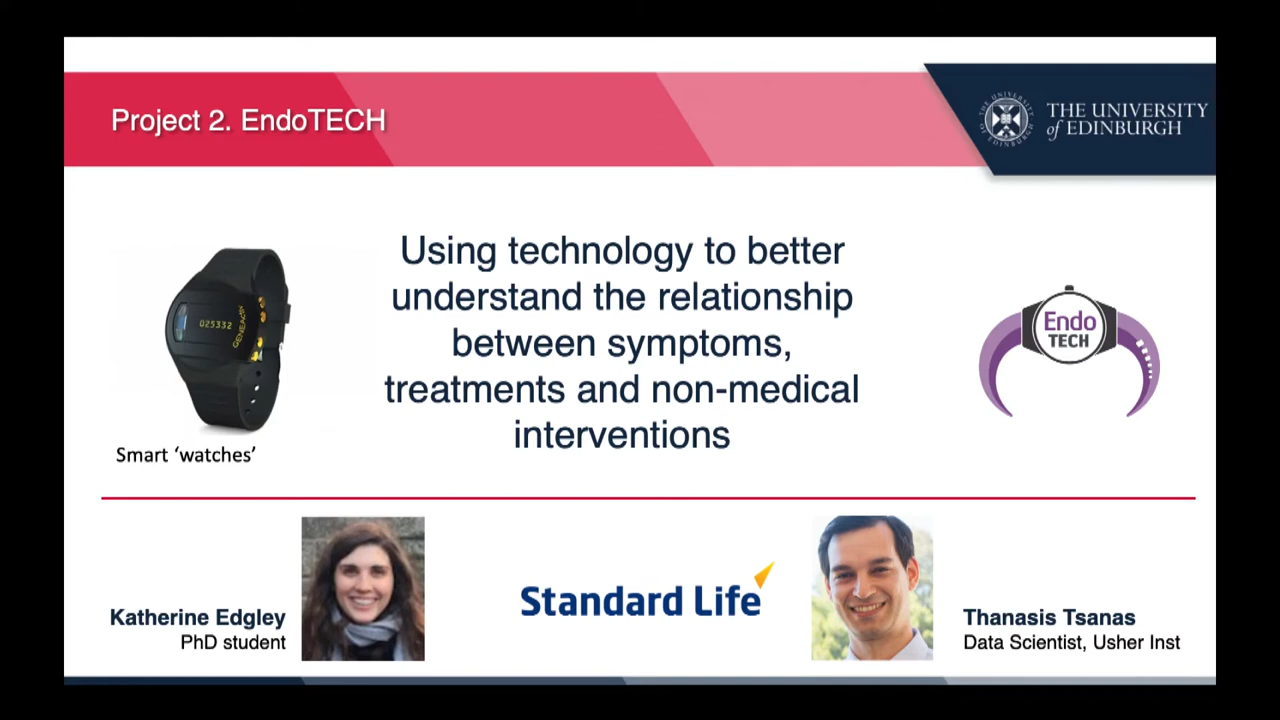 Project 2. EndoTECH
THE UNIVERSITY
of EDINBURGH
Using technology to better
understand the relationship
between symptoms,
treatments and non-medical
interventions
025332
GENEActiv
Endo
TECH
Smart ‘watches’
Katherine Edgley
PhD student
Standard Life
Thanasis Tsanas
Data Scientist, Usher Inst